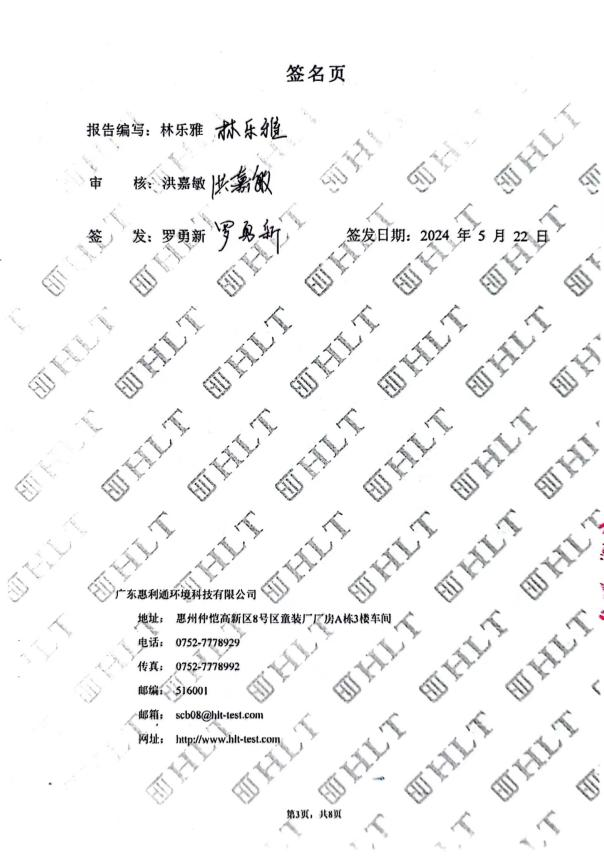 签名页
报告编写：林乐雅 林乐雅
审 核：洪嘉敏 洪嘉敏
签 发：罗勇新 罗勇新 签发日期：2024 年 5 月 22 日
广东惠利通环境科技有限公司
地址： 惠州仲恺高新区8号区童装厂厂房A栋3楼车间
电话： 0752-7778929
传真： 0752-7778992
邮编： 516001
邮箱： scb08@hlt-test.com
网址： http://www.hlt-test.com
第3页，共8页
HLT